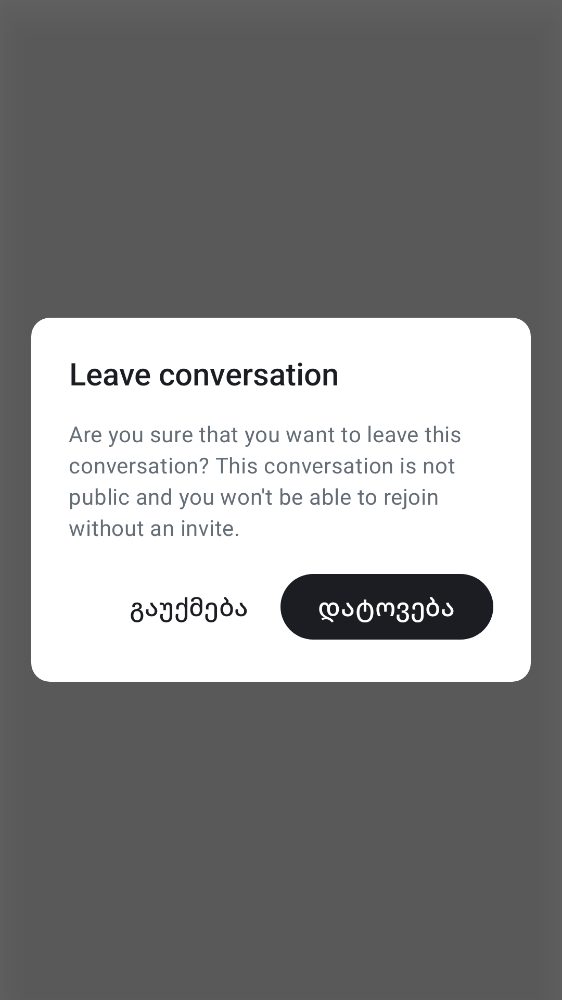 Leave conversation
Are you sure that you want to leave this
conversation? This conversation is not
public and you won't be able to rejoin
without an invite.
გაუქმება დატოვება